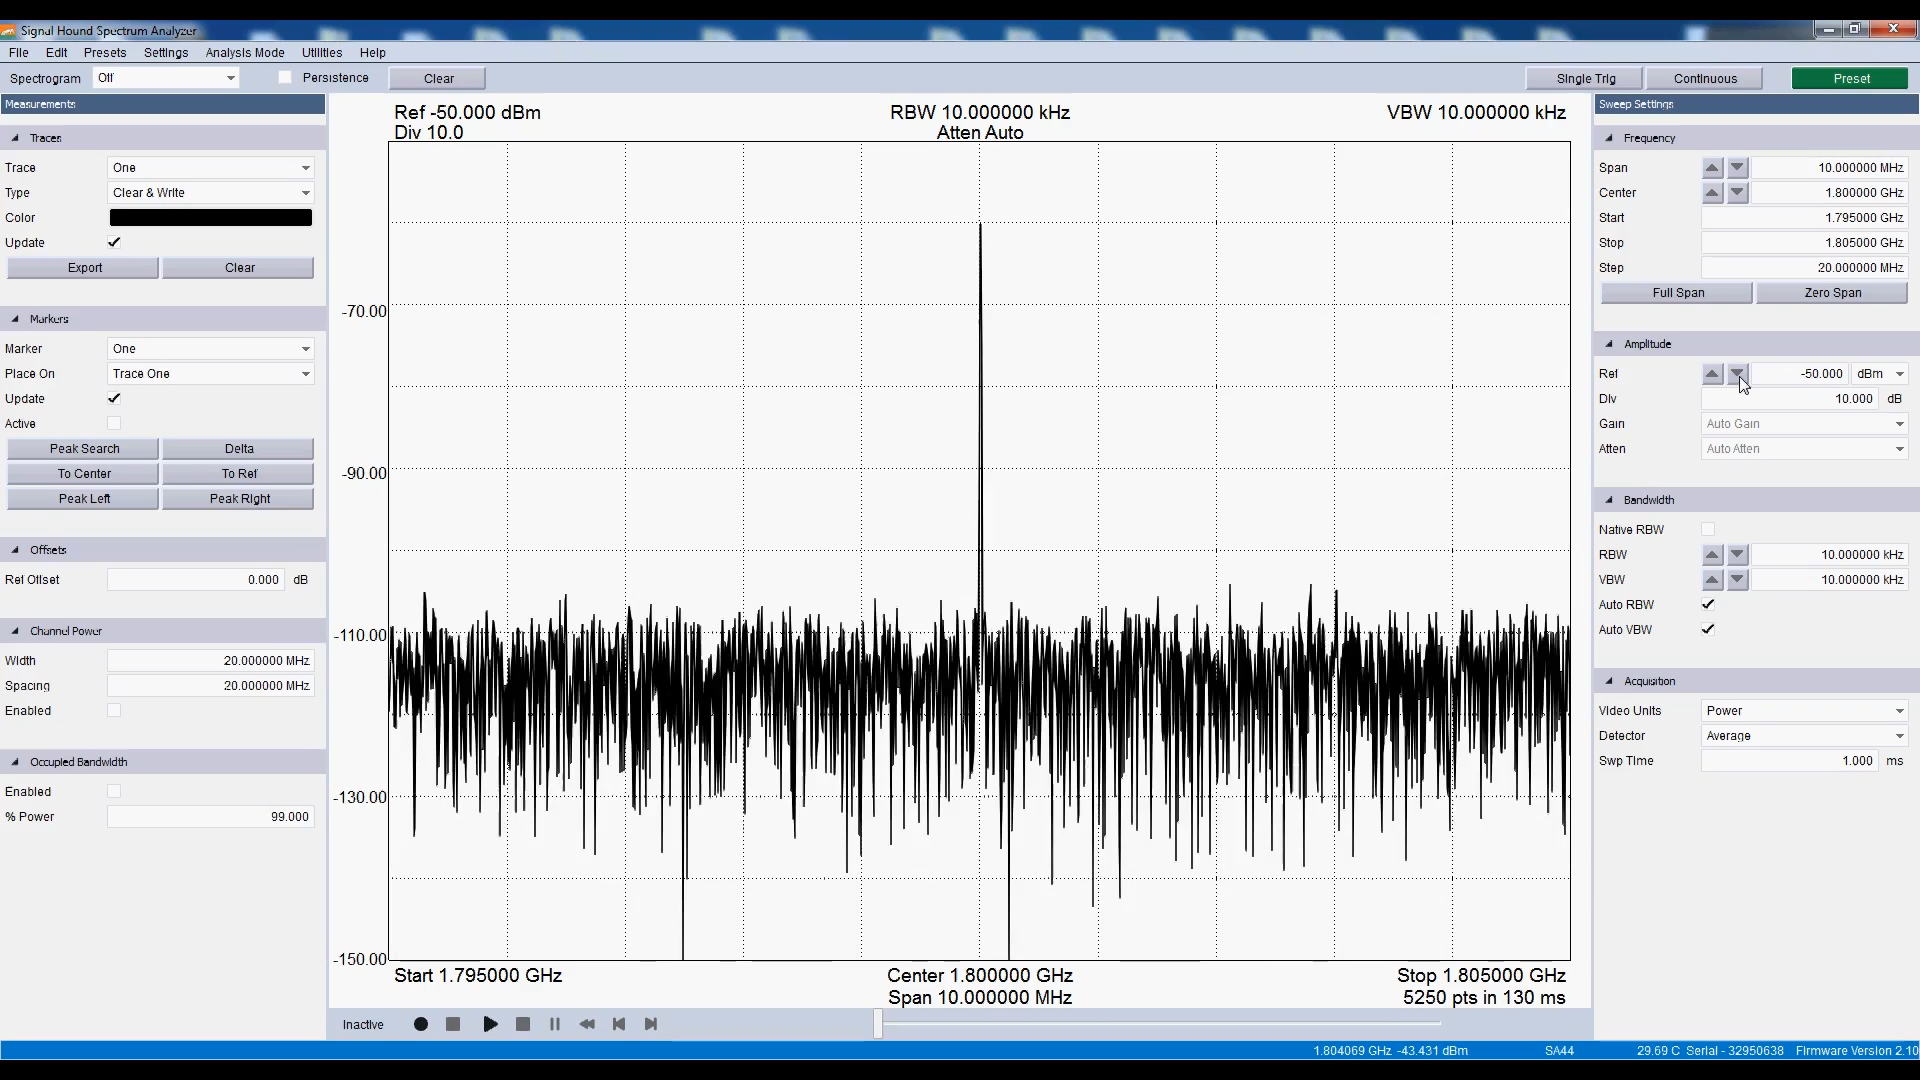 Signal Hound Spectrum Analyzer
File Edit Presets Settings Analysis Mode Utilities Help
Spectrogram Off Persistence Clear Single Trig Continuous Preset
Measurements
Traces
Trace One
Type Clear & Write
Color
Update
Export Clear
Markers
Marker One
Place On Trace One
Update
Active
Peak Search Delta
To Center To Ref
Peak Left Peak Right
Offsets
Ref Offset 0.000 dB
Channel Power
Width 20.000000 MHz
Spacing 20.000000 MHz
Enabled
Occupied Bandwidth
Enabled
% Power 99.000
Ref -50.000 dBm RBW 10.000000 kHz VBW 10.000000 kHz
Div 10.0 Atten Auto
-70.00
-90.00
-110.00
-130.00
-150.00
Start 1.795000 GHz Center 1.800000 GHz Stop 1.805000 GHz
Span 10.000000 MHz 5250 pts in 130 ms
Inactive
Sweep Settings
Frequency
Span 10.000000 MHz
Center 1.800000 GHz
Start 1.795000 GHz
Stop 1.805000 GHz
Step 20.000000 MHz
Full Span Zero Span
Amplitude
Ref -50.000 dBm
Div 10.000 dB
Gain Auto Gain
Atten Auto Atten
Bandwidth
Native RBW
RBW 10.000000 kHz
VBW 10.000000 kHz
Auto RBW
Auto VBW
Acquisition
Video Units Power
Detector Average
Swp Time 1.000 ms
1.804069 GHz -43.431 dBm SA44 29.69 C Serial - 32950638 Firmware Version 2.10